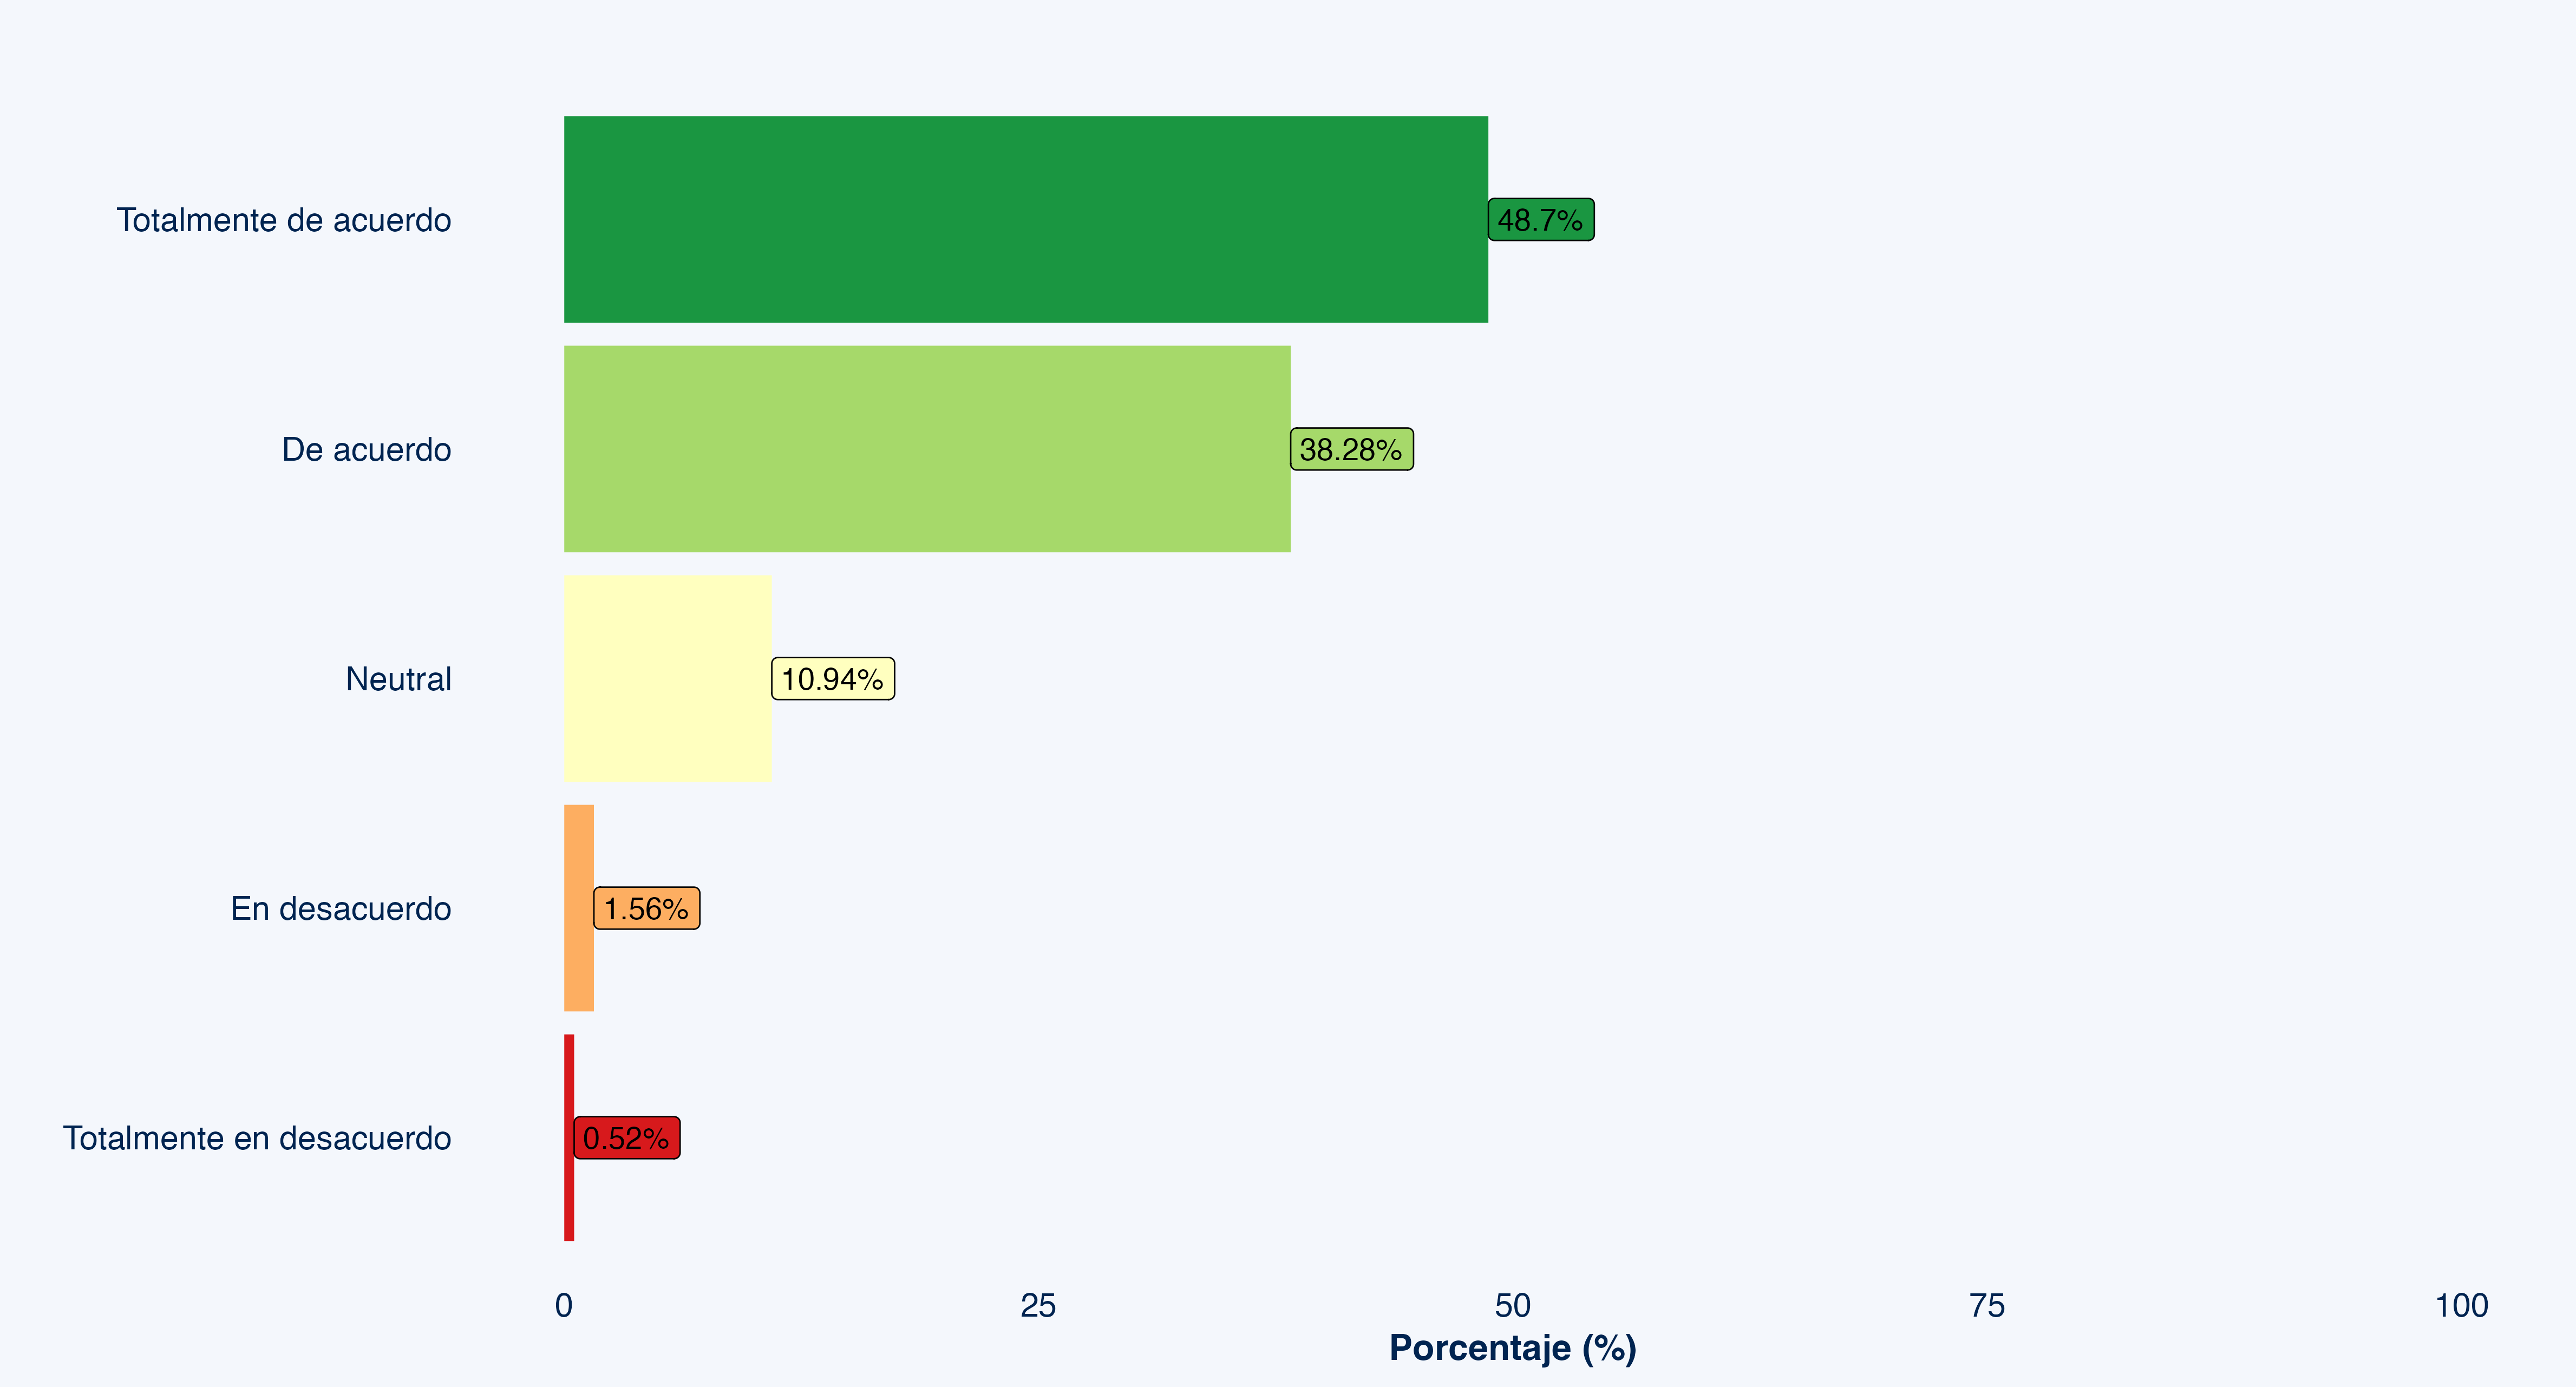 Totalmente de acuerdo
48.7%
De acuerdo
38.28%
Neutral
10.94%
En desacuerdo
1.56%
Totalmente en desacuerdo
0.52%
0 25 50 75 100
Porcentaje (%)